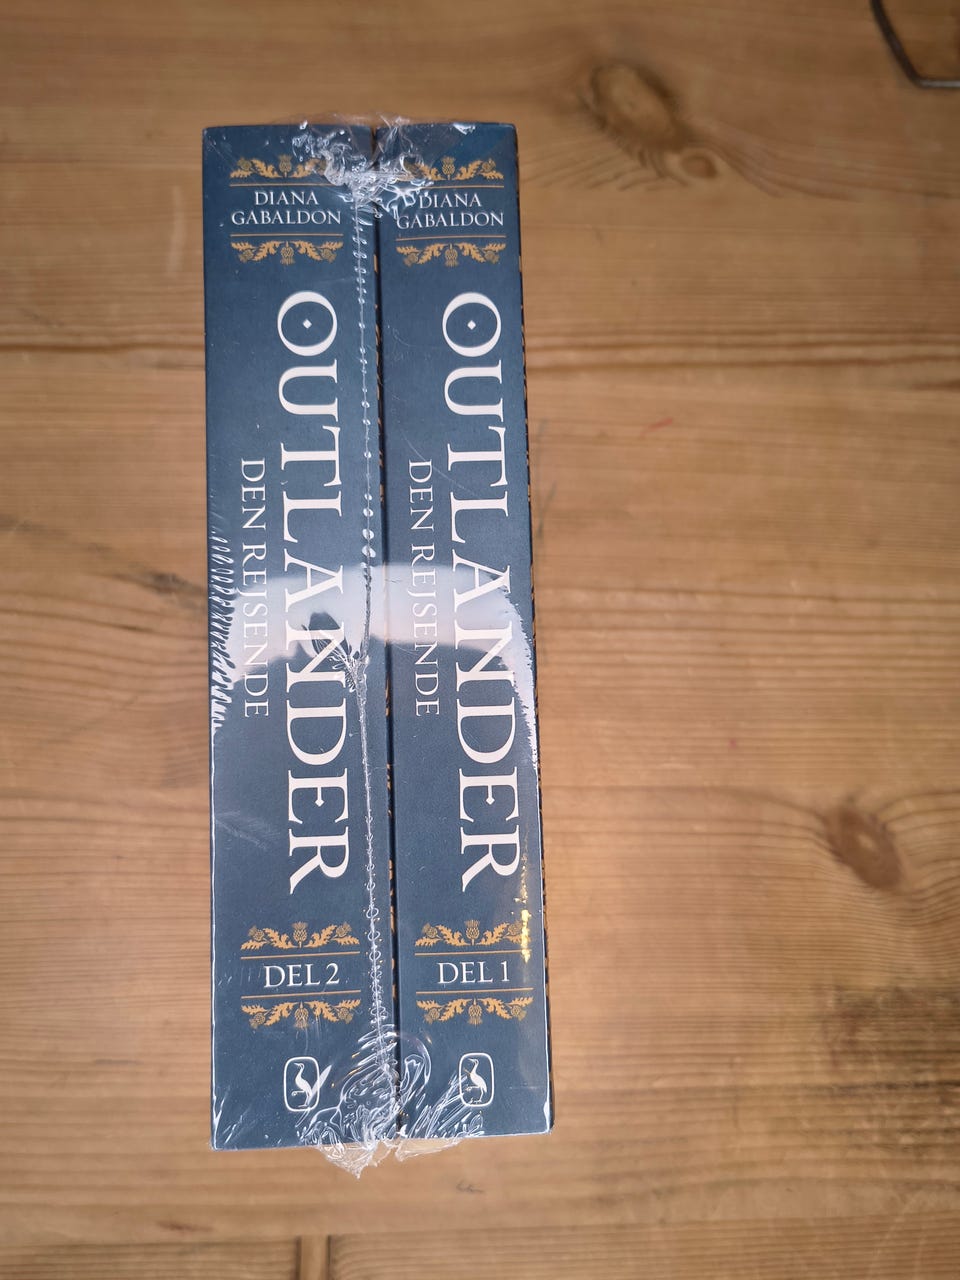 DIANA
GABALDON
OUTLANDER
DEN REJSENDE
DEL 2
DIANA
GABALDON
OUTLANDER
DEN REJSENDE
DEL 1